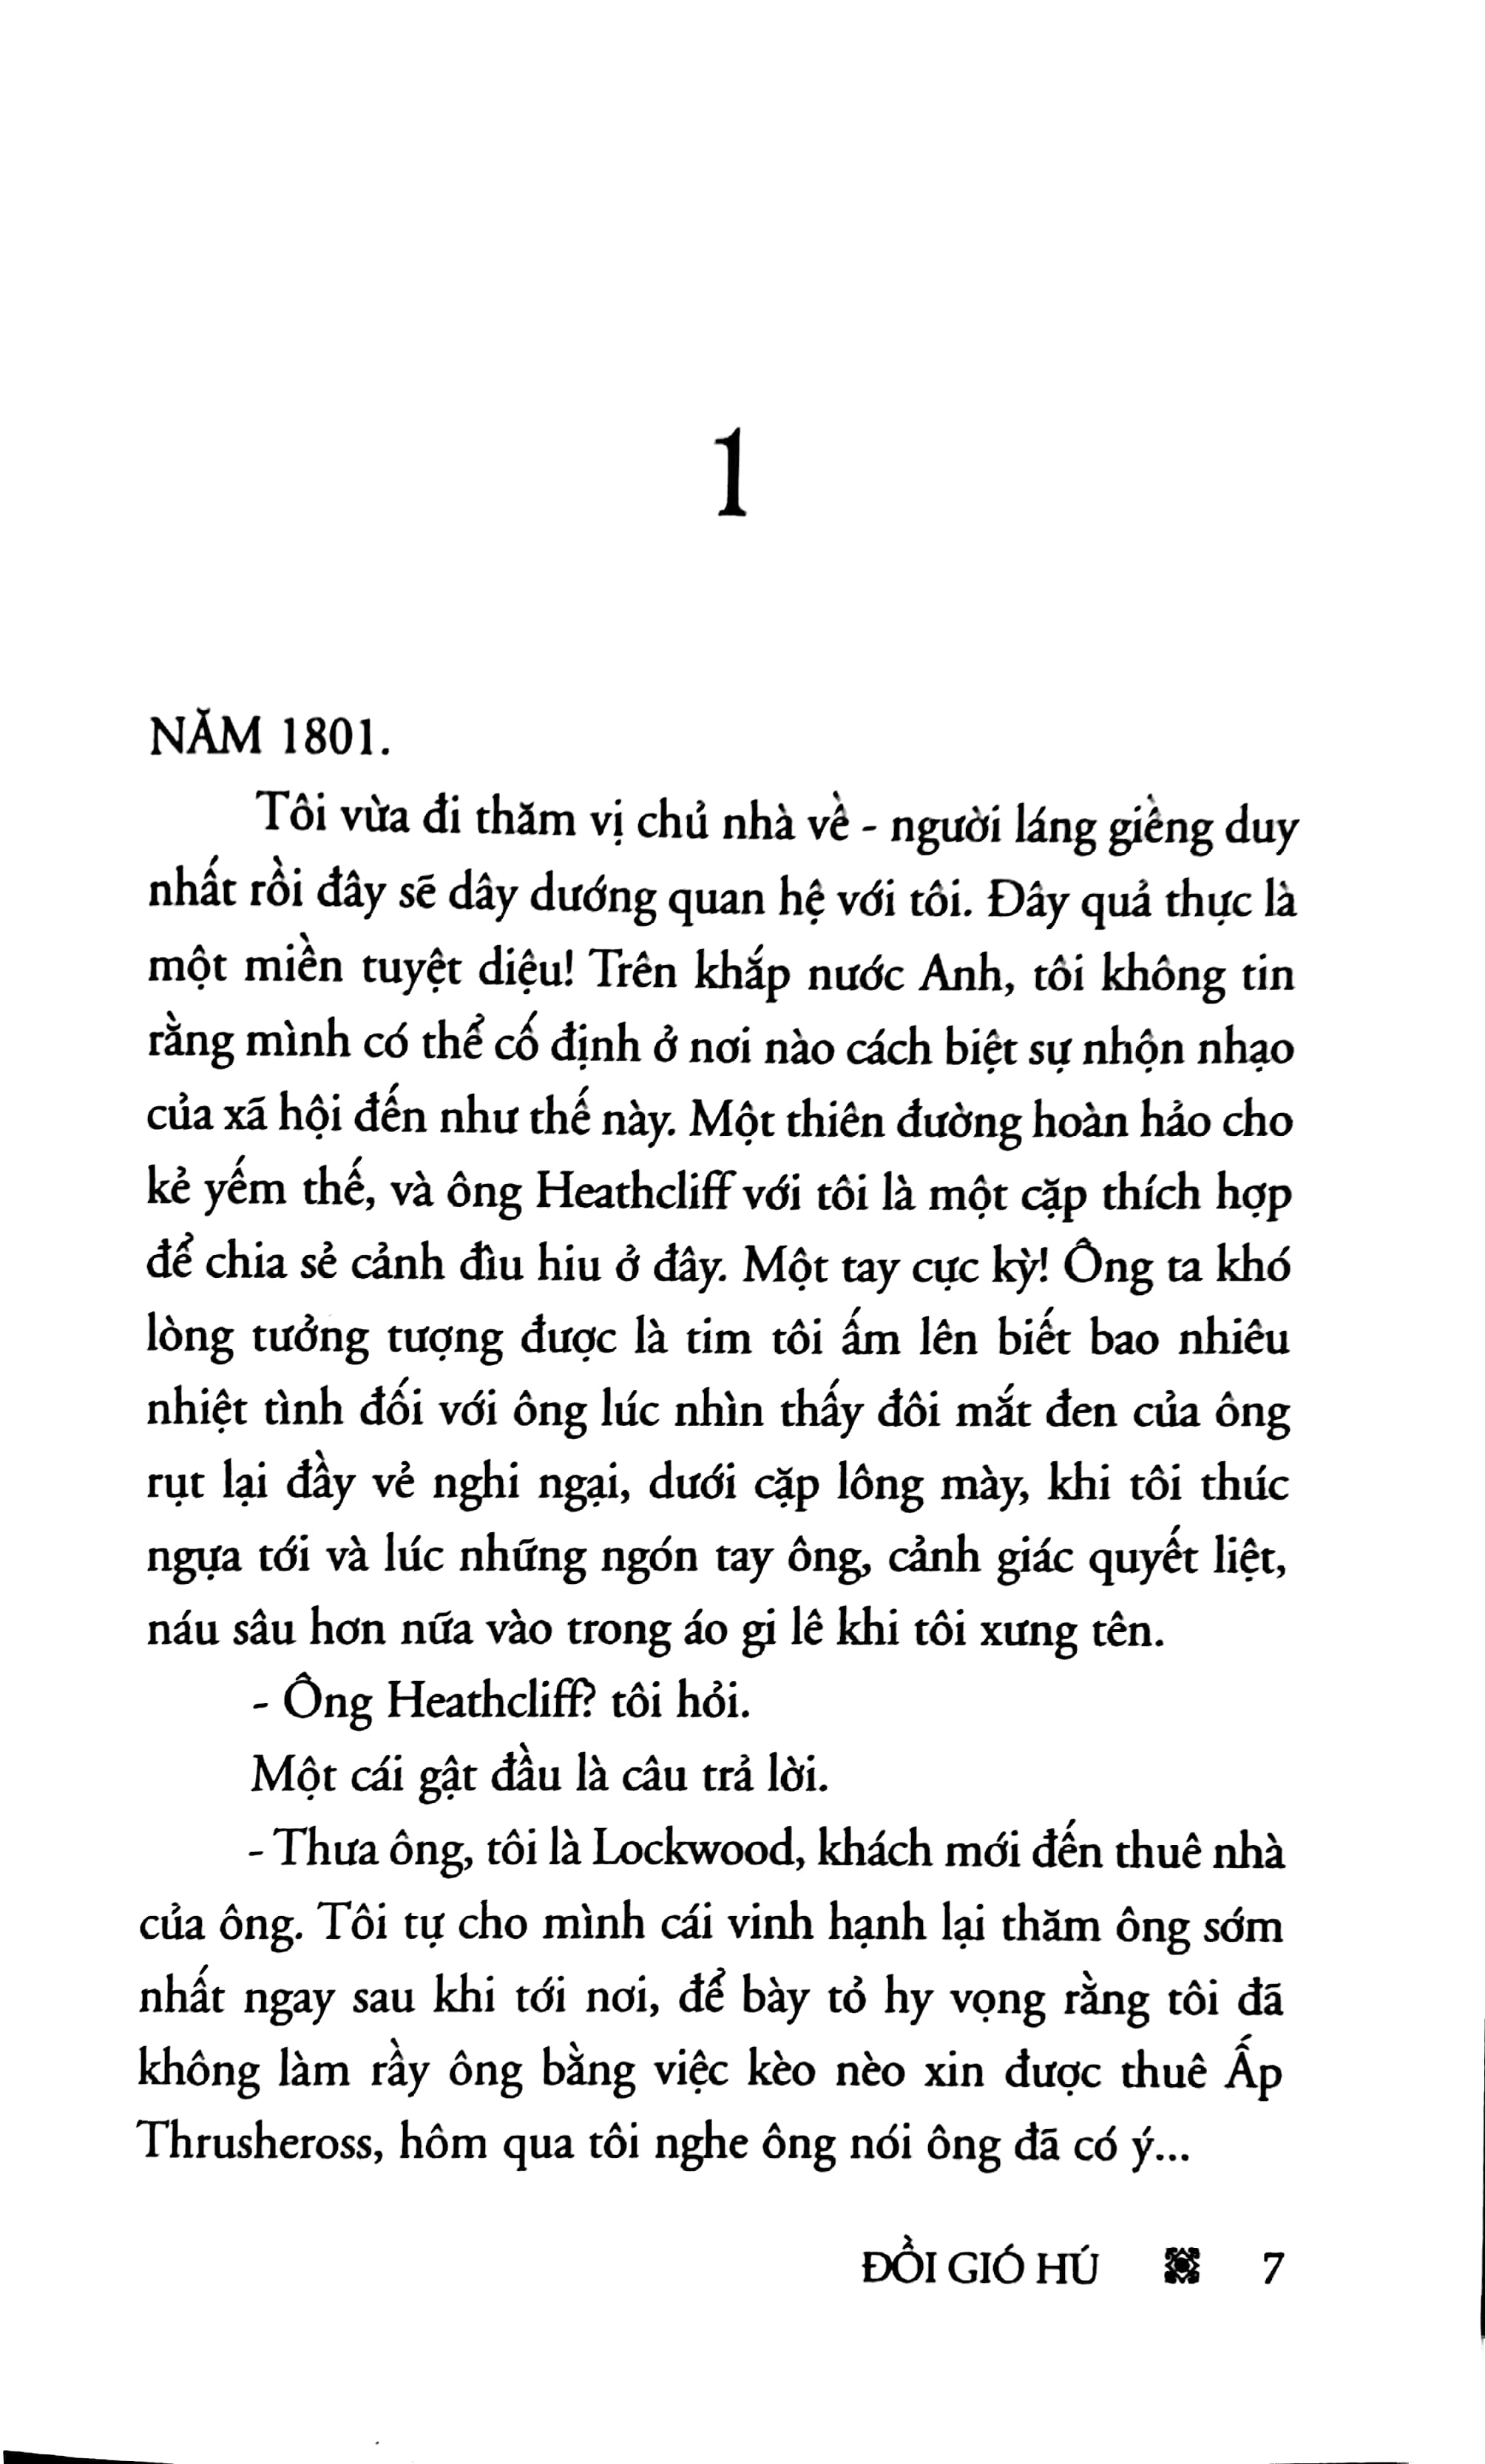 1
NĂM 1801.
Tôi vừa đi thăm vị chủ nhà về - người láng giềng duy
nhất rồi đây sẽ dây dướng quan hệ với tôi. Đây quả thực là
một miền tuyệt diệu! Trên khắp nước Anh, tôi không tin
rằng mình có thể cố định ở nơi nào cách biệt sự nhộn nhạo
của xã hội đến như thế này. Một thiên đường hoàn hảo cho
kẻ yếm thế, và ông Heathcliff với tôi là một cặp thích hợp
để chia sẻ cảnh đìu hiu ở đây. Một tay cực kỳ! Ông ta khó
lòng tưởng tượng được là tim tôi ấm lên biết bao nhiêu
nhiệt tình đối với ông lúc nhìn thấy đôi mắt đen của ông
rụt lại đầy vẻ nghi ngại, dưới cặp lông mày, khi tôi thúc
ngựa tới và lúc những ngón tay ông, cảnh giác quyết liệt,
náu sâu hơn nữa vào trong áo gi lê khi tôi xưng tên.
- Ông Heathcliff? tôi hỏi.
Một cái gật đầu là câu trả lời.
- Thưa ông, tôi là Lockwood, khách mới đến thuê nhà
của ông. Tôi tự cho mình cái vinh hạnh lại thăm ông sớm
nhất ngay sau khi tới nơi, để bày tỏ hy vọng rằng tôi đã
không làm rầy ông bằng việc kèo nèo xin được thuê Ấp
Thrusheross, hôm qua tôi nghe ông nói ông đã có ý...
ĐỒI GIÓ HÚ 7